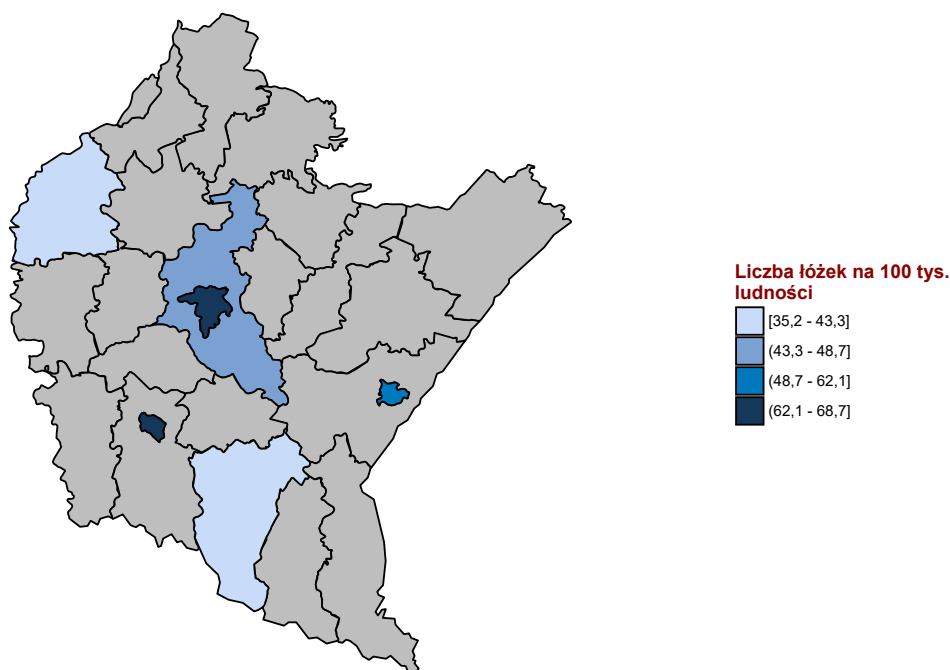 Liczba łóżek na 100 tys.
ludności
[35,2 - 43,3]
(43,3 - 48,7]
(48,7 - 62,1]
(62,1 - 68,7]